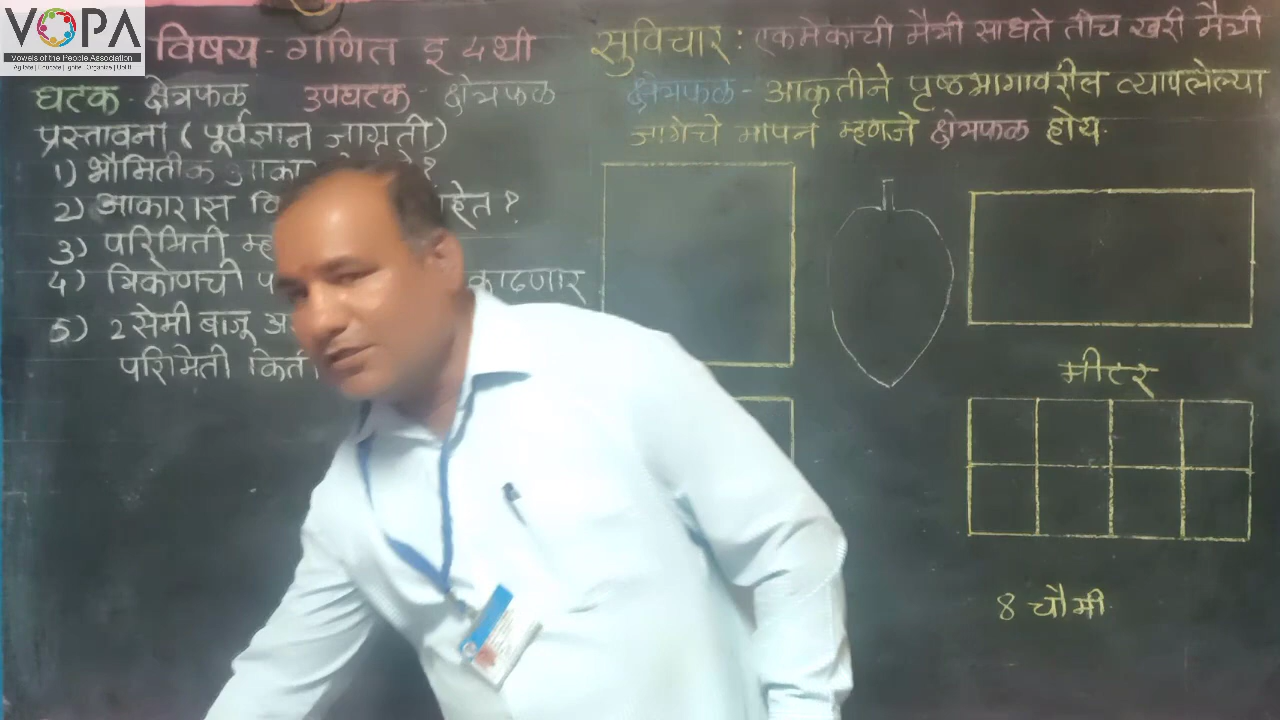 VOPA
Vowels of the People Association
विषय - गणित इ 4 थी
सुविचार : एकमेकाची मैत्री साधते तीच खरी मैत्री
घटक - क्षेत्रफळ उपघटक - क्षेत्रफळ
प्रस्तावना ( पूर्वज्ञान जागृती )
1) भौमितीक ?
2) आकारास ?
3) परिमिती
4) त्रिकोणची काढणार
5) 2 सेमी बाजू
परिमिती किती
क्षेत्रफळ - आकृतीने पृष्ठभागावरील व्यापलेल्या
जागेचे मापन म्हणजे क्षेत्रफळ होय.
मीटर
8 चौमी.